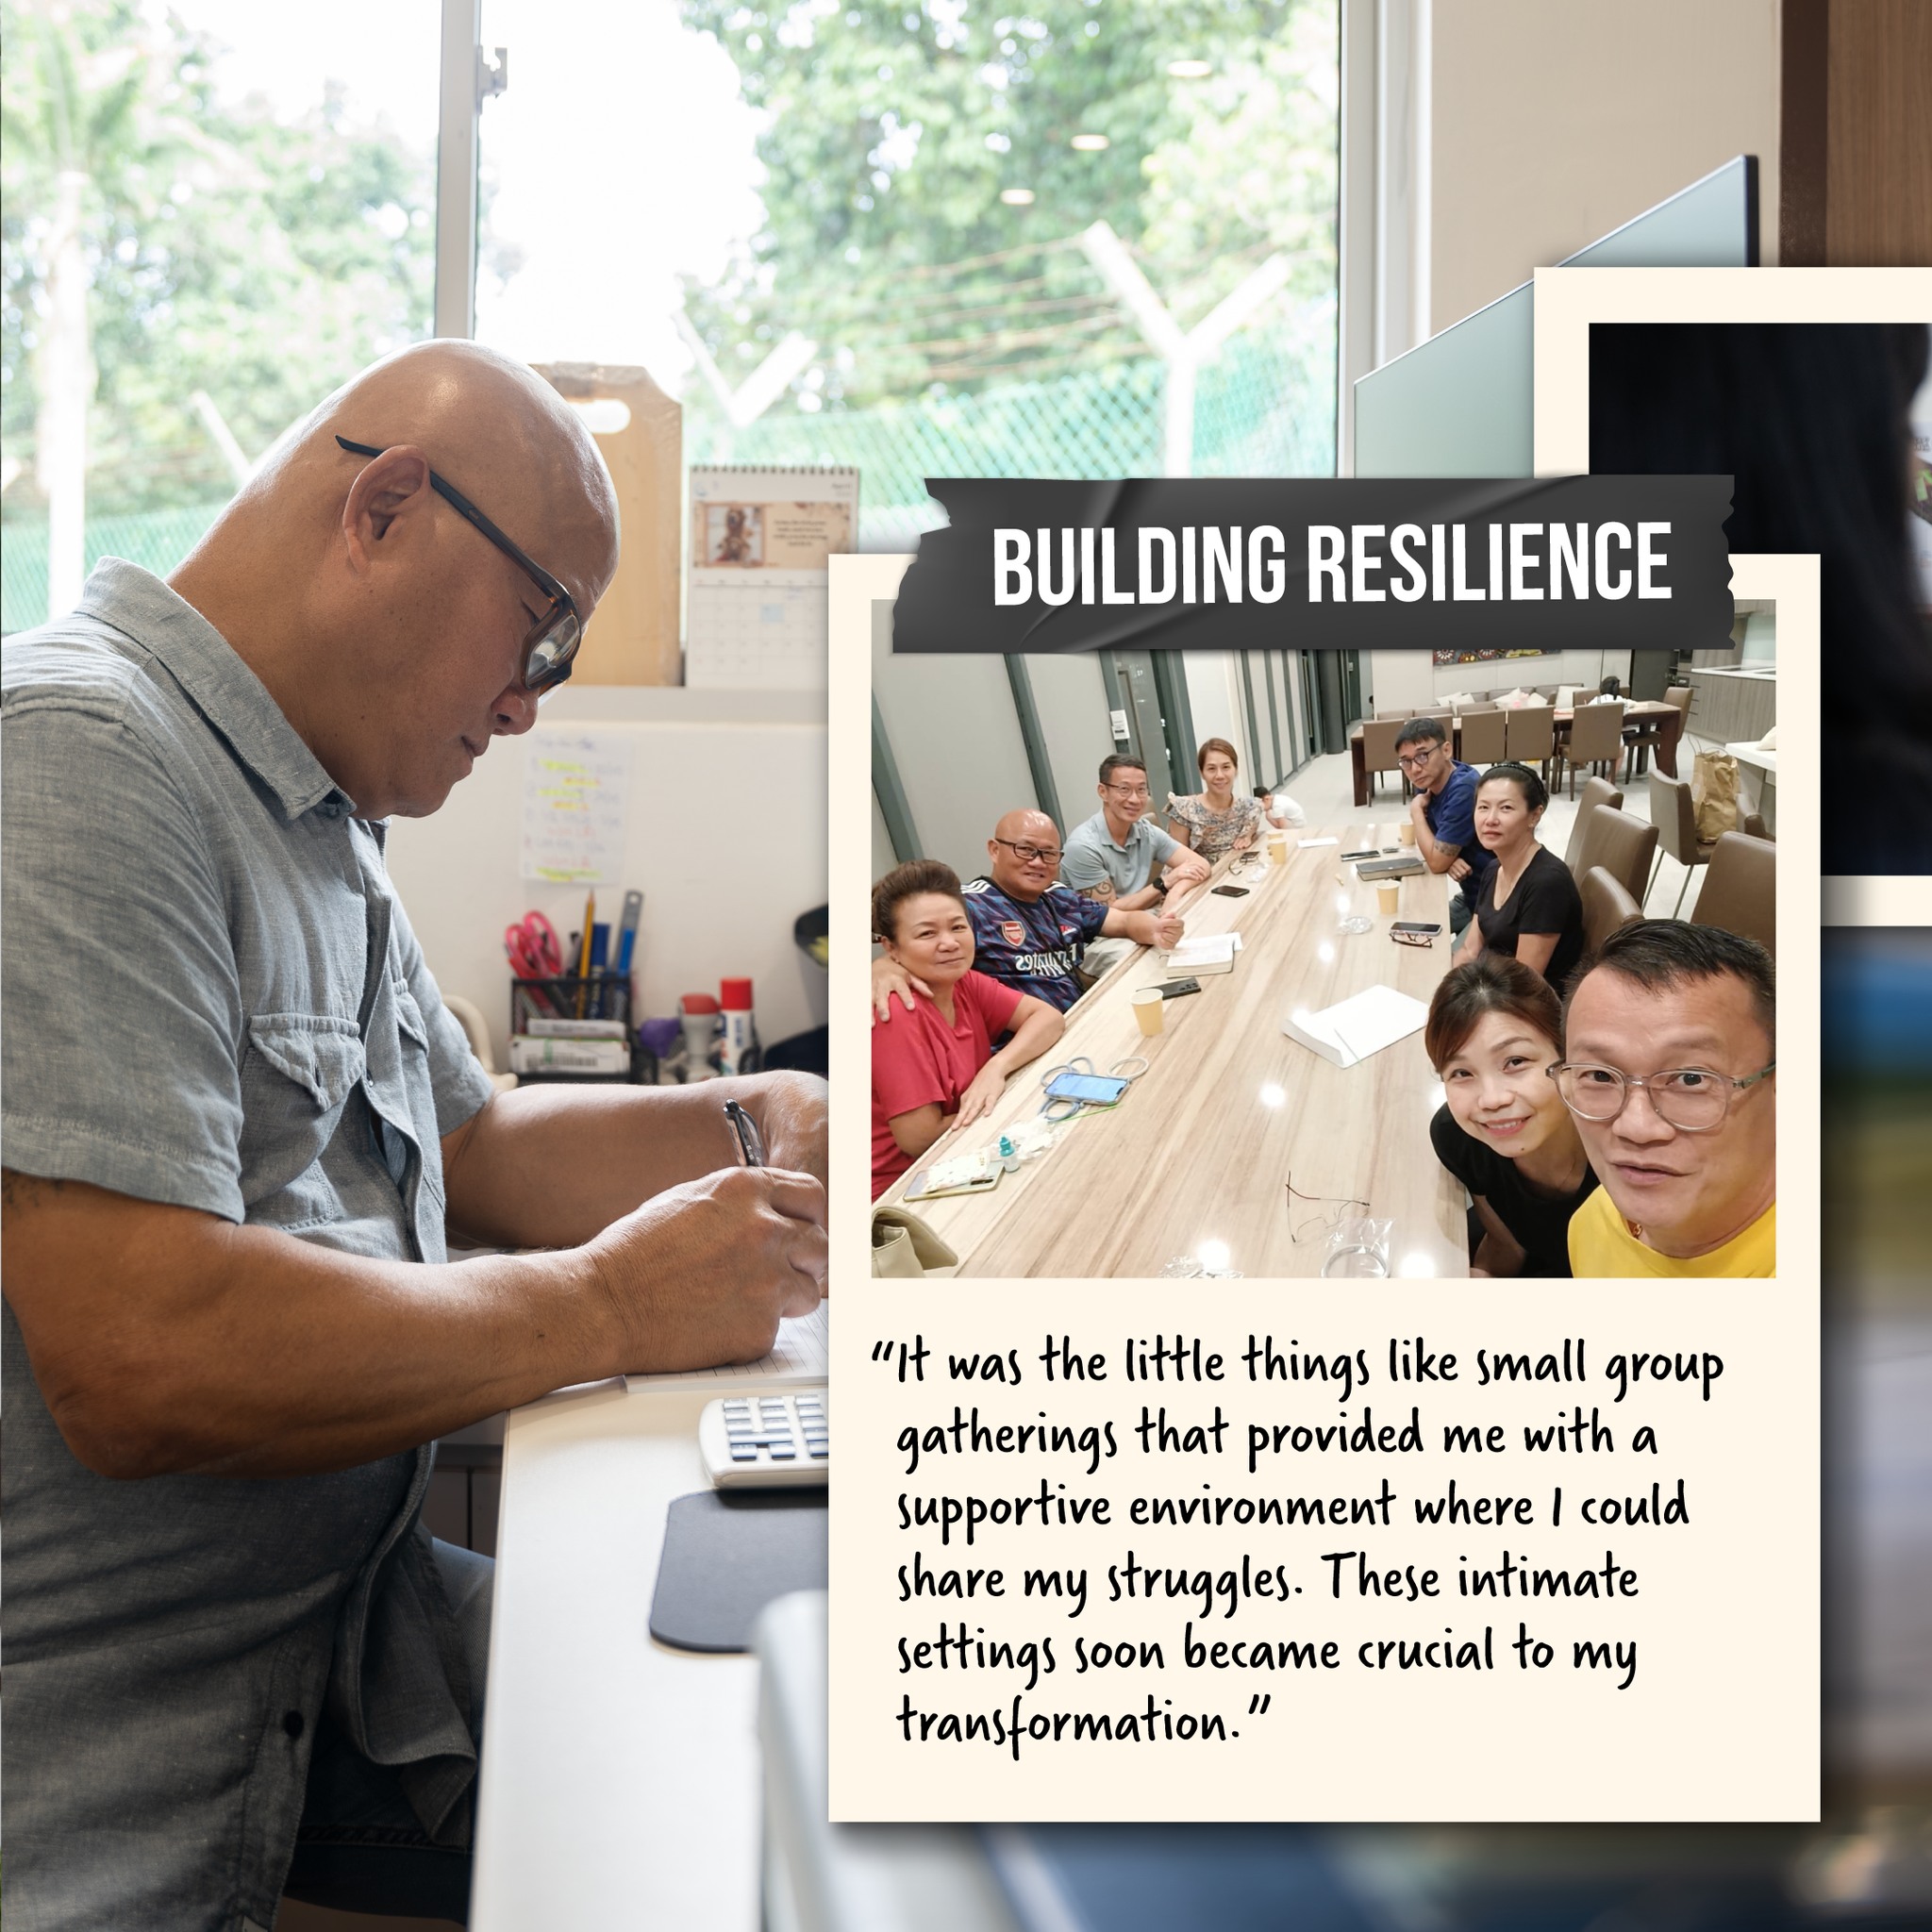 BUILDING RESILIENCE
“It was the little things like small group
gatherings that provided me with a
supportive environment where I could
share my struggles. These intimate
settings soon became crucial to my
transformation.”